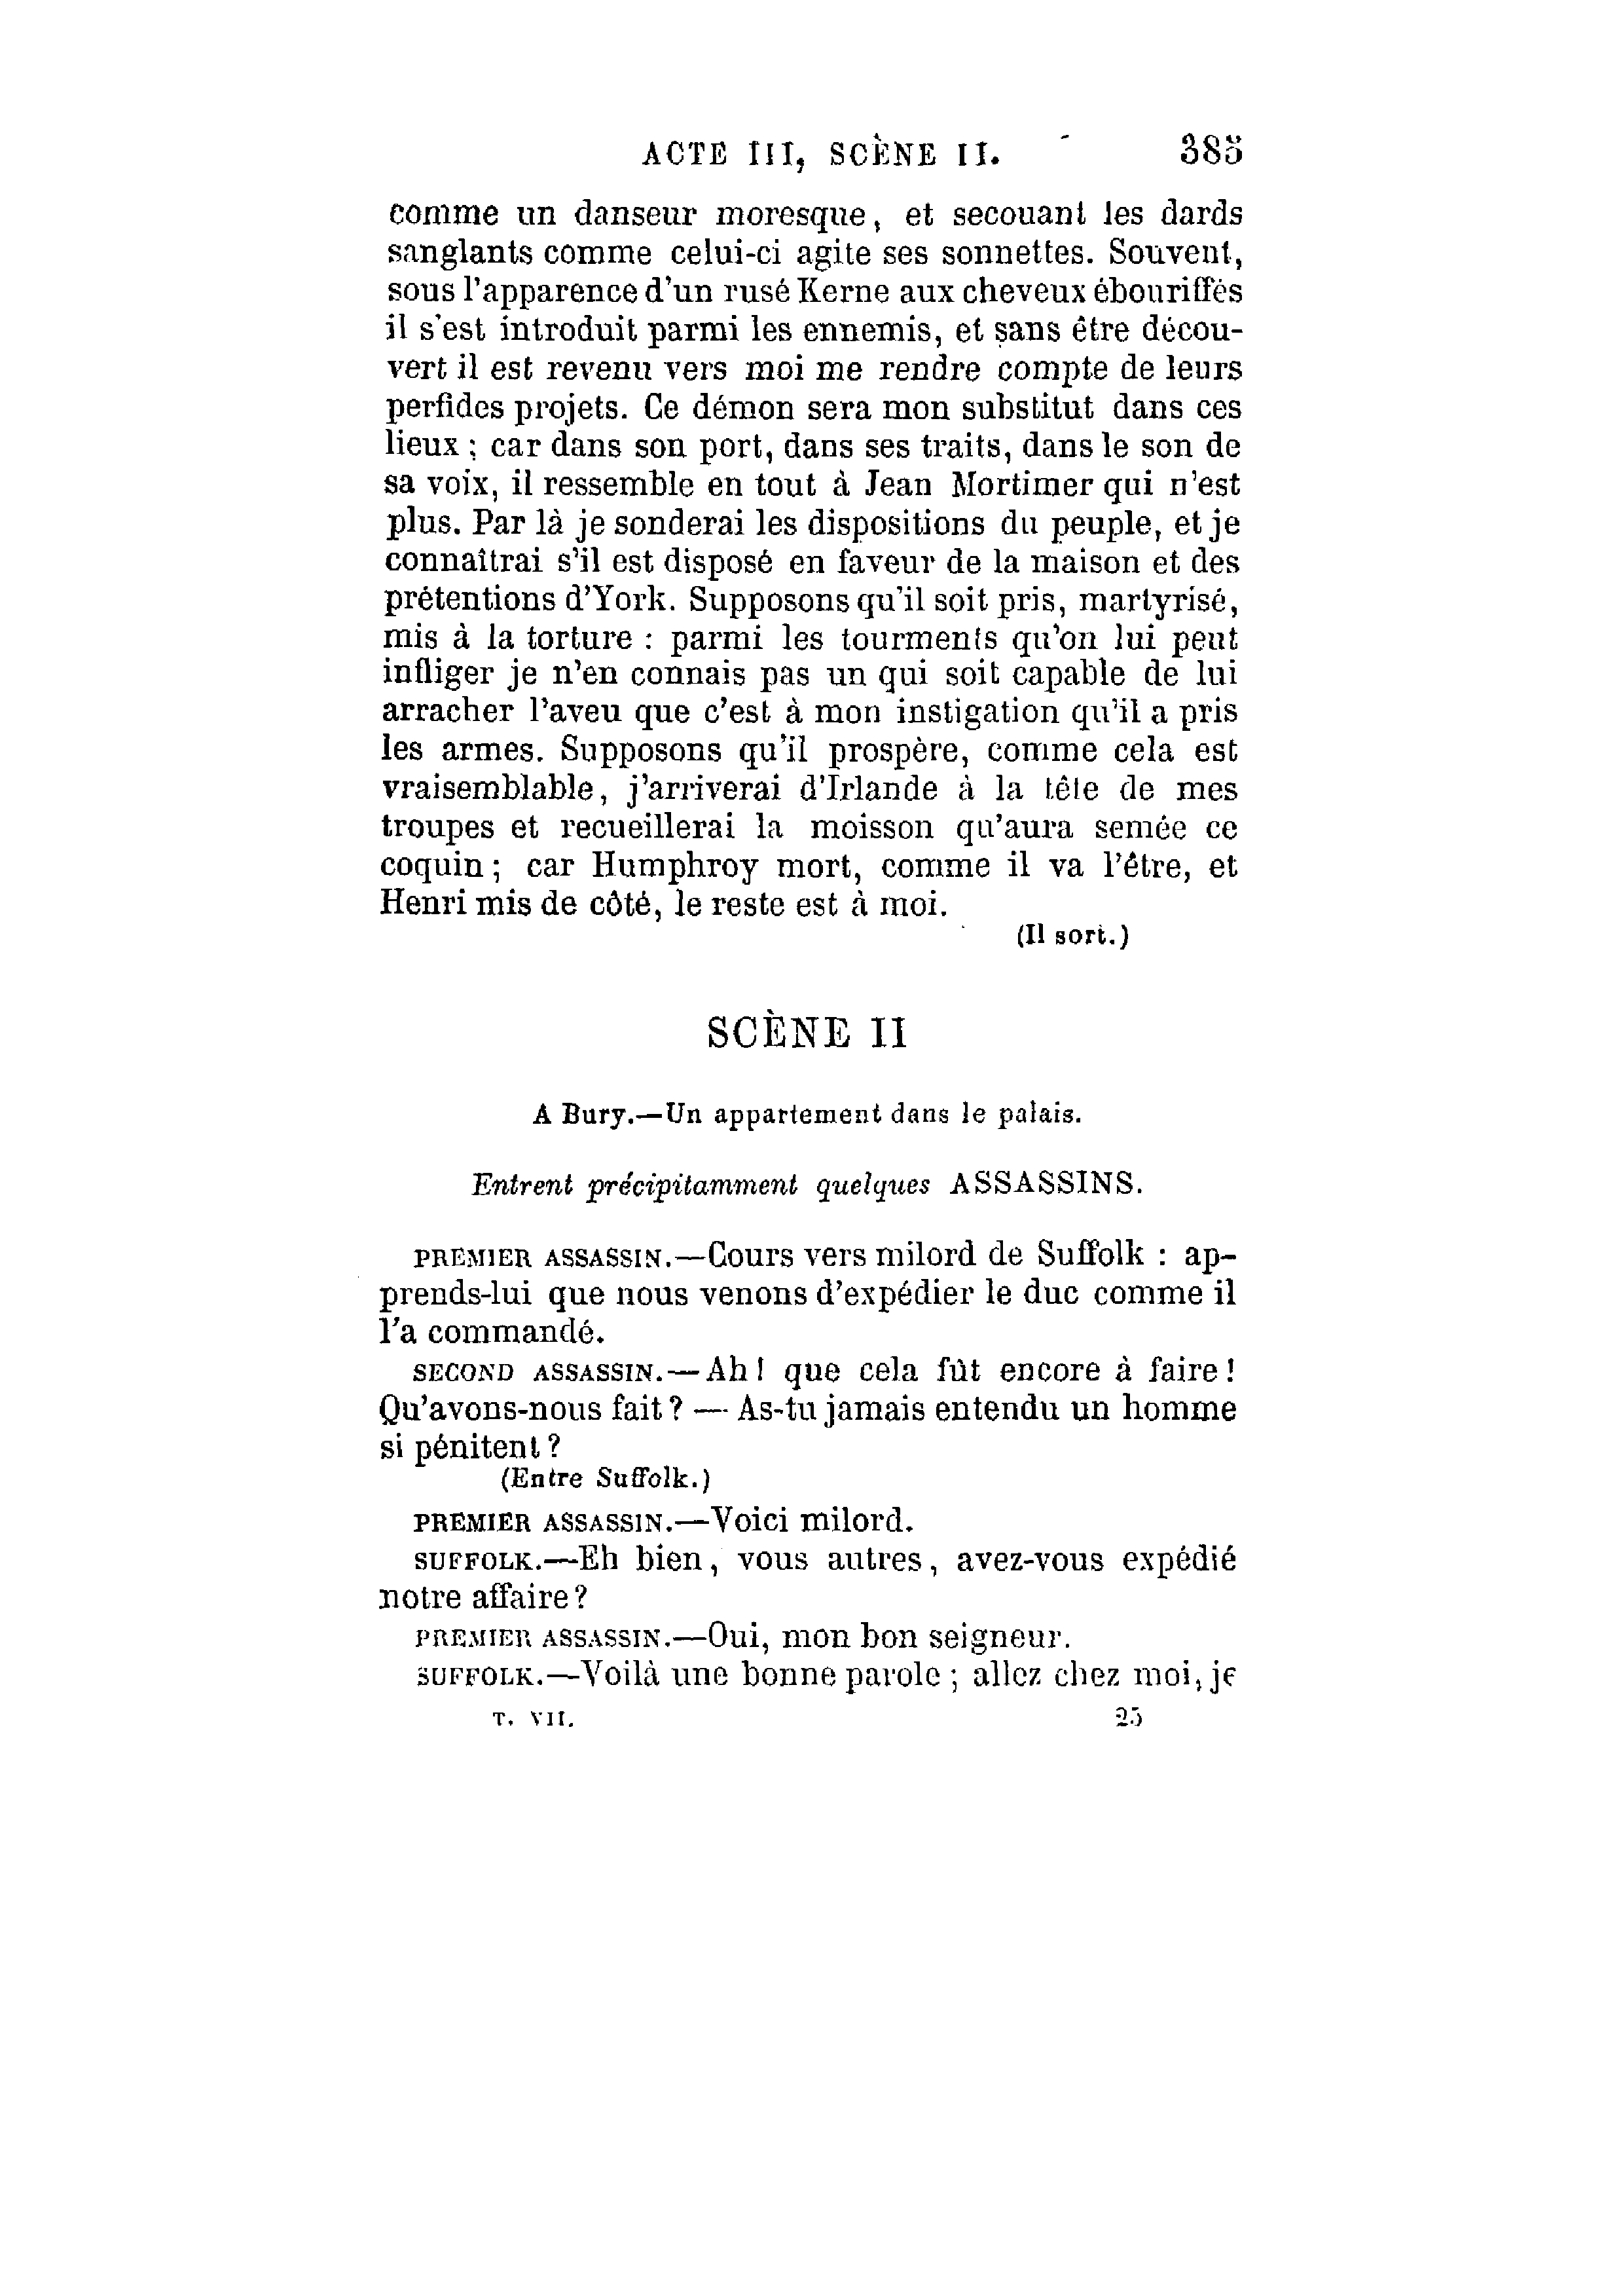 ACTE III, SCÈNE II. 385
comme un danseur moresque, et secouant les dards
sanglants comme celui-ci agite ses sonnettes. Souvent,
sous l'apparence d'un rusé Kerne aux cheveux ébouriffés
il s'est introduit parmi les ennemis, et sans être décou-
vert il est revenu vers moi me rendre compte de leurs
perfides projets. Ce démon sera mon substitut dans ces
lieux ; car dans son port, dans ses traits, dans le son de
sa voix, il ressemble en tout à Jean Mortimer qui n'est
plus. Par là je sonderai les dispositions du peuple, et je
connaîtrai s'il est disposé en faveur de la maison et des
prétentions d'York. Supposons qu'il soit pris, martyrisé,
mis à la torture : parmi les tourments qu'on lui peut
infliger je n'en connais pas un qui soit capable de lui
arracher l'aveu que c'est à mon instigation qu'il a pris
les armes. Supposons qu'il prospère, comme cela est
vraisemblable, j'arriverai d'Irlande à la tête de mes
troupes et recueillerai la moisson qu'aura semée ce
coquin ; car Humphroy mort, comme il va l'être, et
Henri mis de côté, le reste est à moi.
(Il sort.)
SCÈNE II
A Bury.—Un appartement dans le palais.
Entrent précipitamment quelques ASSASSINS.
PREMIER ASSASSIN.—Cours vers milord de Suffolk : ap-
prends-lui que nous venons d'expédier le duc comme il
l'a commandé.
SECOND ASSASSIN.—Ah! que cela fût encore à faire!
Qu'avons-nous fait ? — As-tu jamais entendu un homme
si pénitent ?
(Entre Suffolk.)
PREMIER ASSASSIN.—Voici milord.
SUFFOLK.—Eh bien, vous autres, avez-vous expédié
notre affaire ?
PREMIER ASSASSIN.—Oui, mon bon seigneur.
SUFFOLK.—Voilà une bonne parole ; allez chez moi, je
T. VII. 25